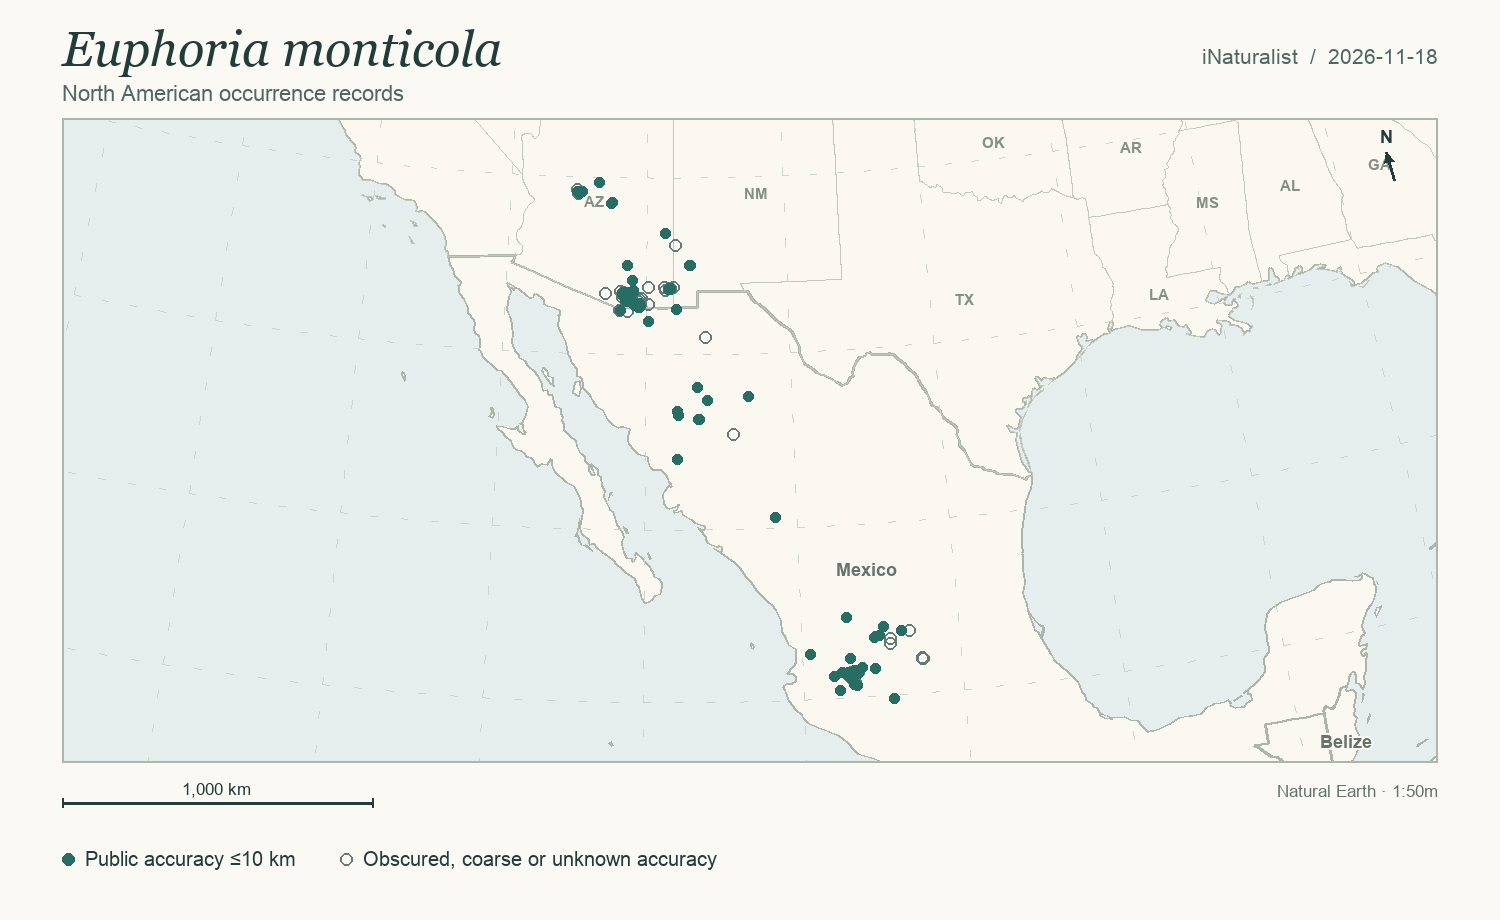 Euphoria monticola
iNaturalist / 2026-11-18
North American occurrence records
N
OK
AR
GA
AZ
NM
MS
AL
TX
LA
Mexico
Belize
1,000 km
Natural Earth · 1:50m
Public accuracy ≤10 km
Obscured, coarse or unknown accuracy